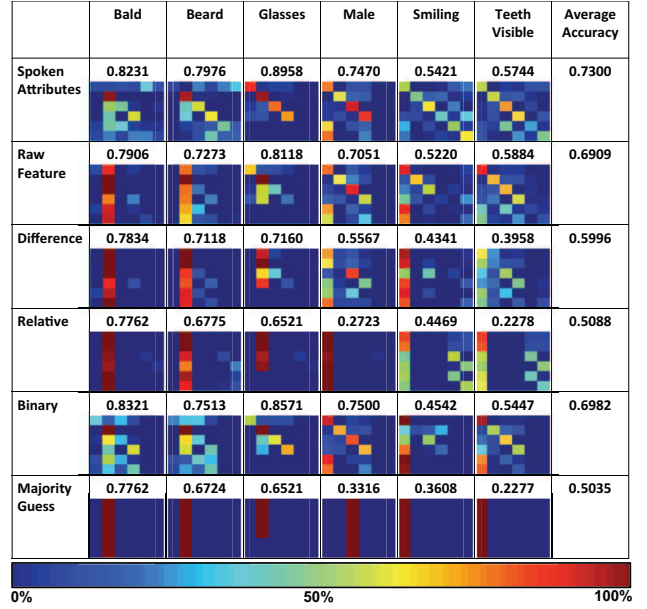 Bald Beard Glasses Male Smiling Teeth Visible Average Accuracy
Spoken Attributes 0.8231 0.7976 0.8958 0.7470 0.5421 0.5744 0.7300
Raw Feature 0.7906 0.7273 0.8118 0.7051 0.5220 0.5884 0.6909
Difference 0.7834 0.7118 0.7160 0.5567 0.4341 0.3958 0.5996
Relative 0.7762 0.6775 0.6521 0.2723 0.4469 0.2278 0.5088
Binary 0.8321 0.7513 0.8571 0.7500 0.4542 0.5447 0.6982
Majority Guess 0.7762 0.6724 0.6521 0.3316 0.3608 0.2277 0.5035
0% 50% 100%